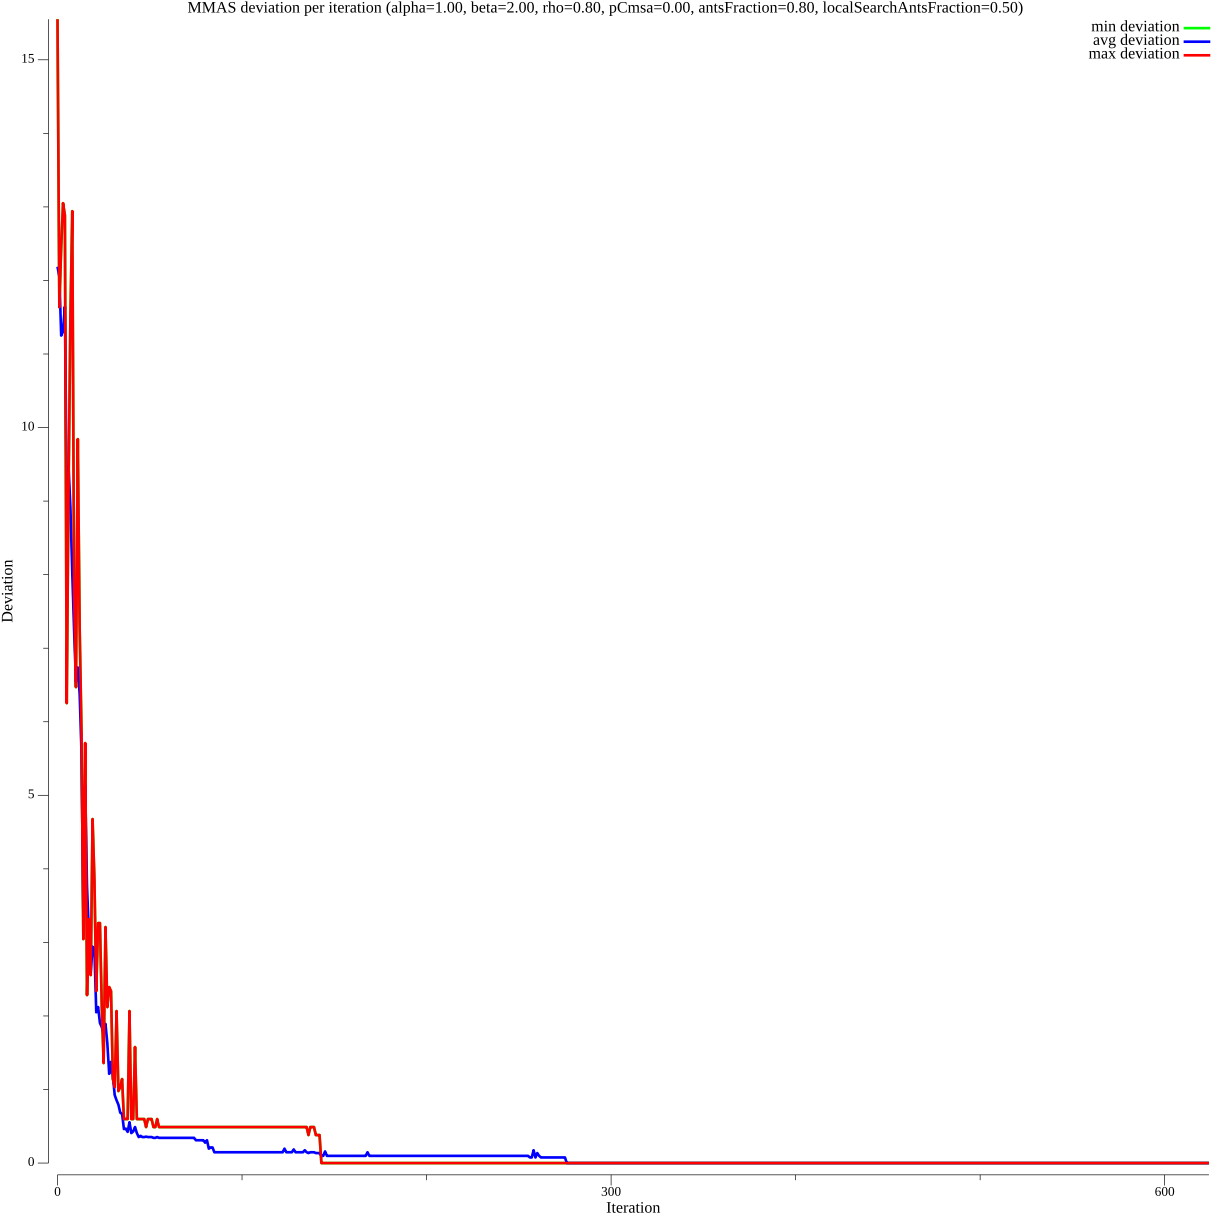 MMAS deviation per iteration (alpha=1.00, beta=2.00, rho=0.80, pCmsa=0.00, antsFraction=0.80, localSearchAntsFraction=0.50)
min deviation
avg deviation
max deviation
15
10
5
0
Deviation
0
300
600
Iteration